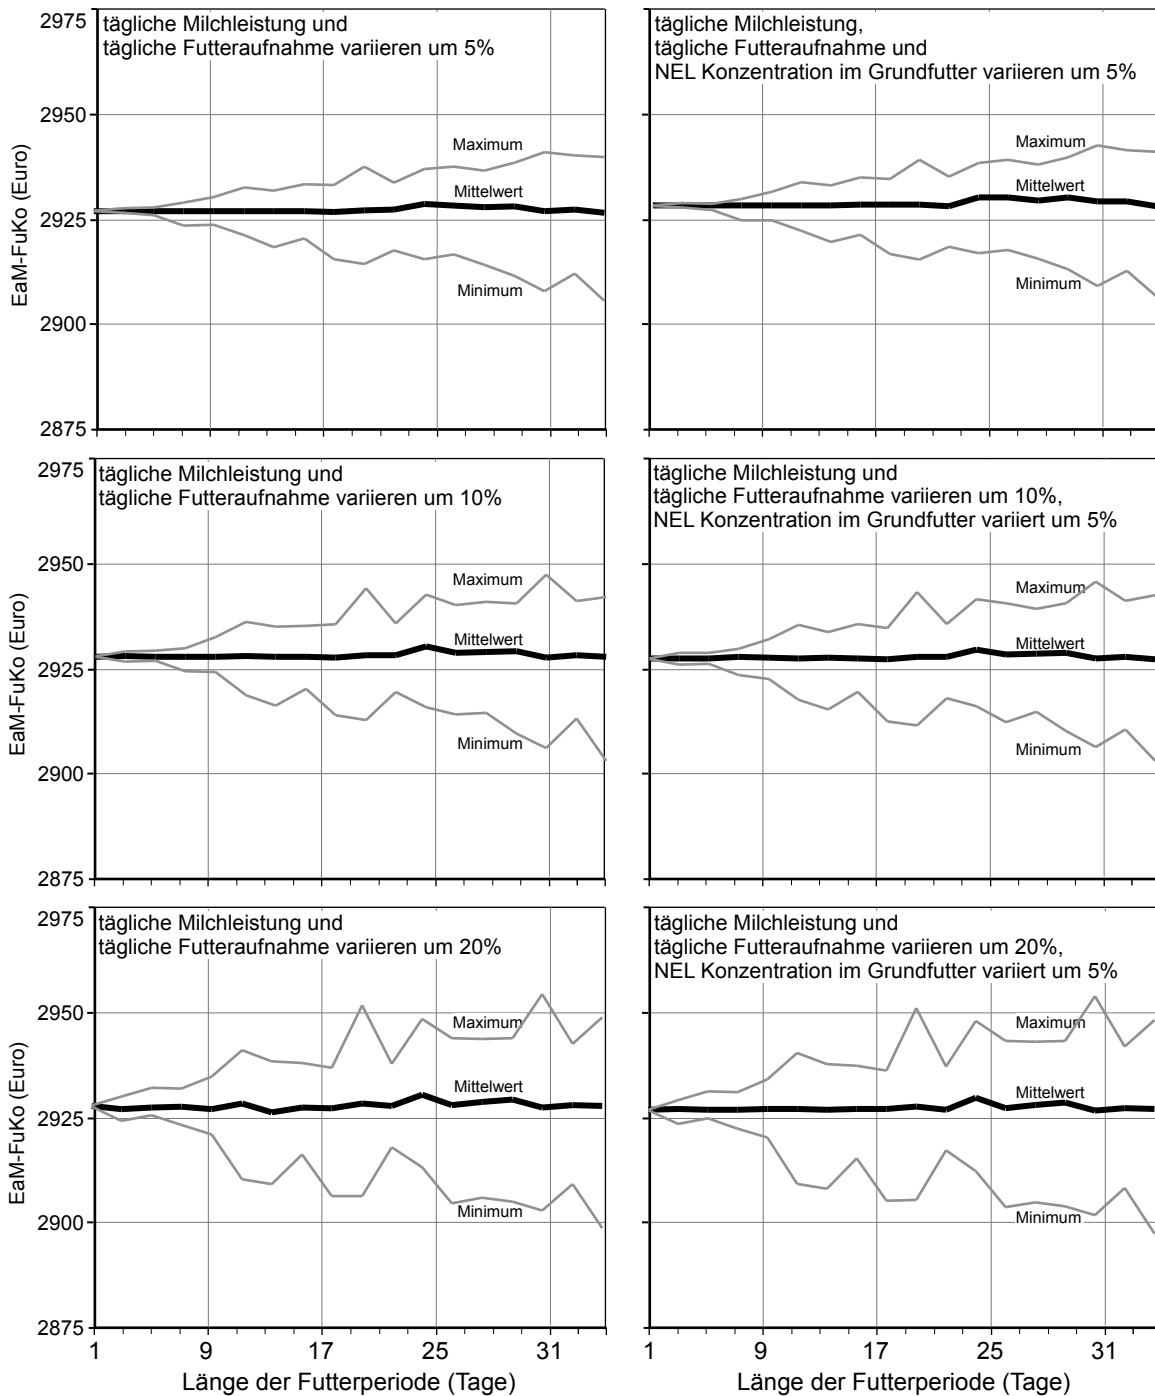 2975
tägliche Milchleistung und
tägliche Futteraufnahme variieren um 5%
2950
Maximum
Mittelwert
2925
Minimum
2900
2875
EaM-FuKo (Euro)
tägliche Milchleistung,
tägliche Futteraufnahme und
NEL Konzentration im Grundfutter variieren um 5%
Maximum
Mittelwert
Minimum
2975
tägliche Milchleistung und
tägliche Futteraufnahme variieren um 10%
2950
Maximum
Mittelwert
2925
Minimum
2900
2875
EaM-FuKo (Euro)
tägliche Milchleistung und
tägliche Futteraufnahme variieren um 10%,
NEL Konzentration im Grundfutter variiert um 5%
Maximum
Mittelwert
Minimum
2975
tägliche Milchleistung und
tägliche Futteraufnahme variieren um 20%
2950
Maximum
Mittelwert
2925
Minimum
2900
2875
EaM-FuKo (Euro)
1 9 17 25 31
Länge der Futterperiode (Tage)
tägliche Milchleistung und
tägliche Futteraufnahme variieren um 20%,
NEL Konzentration im Grundfutter variiert um 5%
Maximum
Mittelwert
Minimum
1 9 17 25 31
Länge der Futterperiode (Tage)